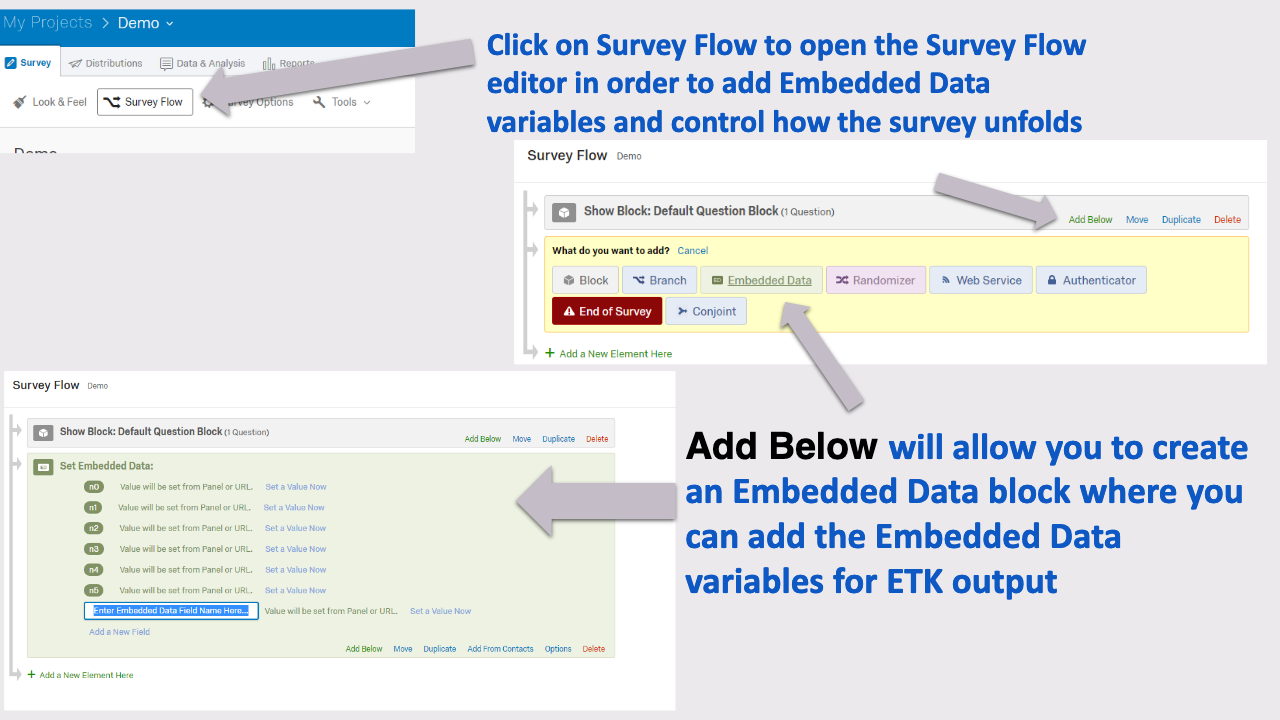 My Projects > Demo
Survey Distributions Data & Analysis Reports
Look & Feel Survey Flow Survey Options Tools
Demo
Click on Survey Flow to open the Survey Flow
editor in order to add Embedded Data
variables and control how the survey unfolds
Survey Flow Demo
Show Block: Default Question Block (1 Question)
Add Below Move Duplicate Delete
What do you want to add? Cancel
Block Branch Embedded Data Randomizer Web Service Authenticator
End of Survey Conjoint
+ Add a New Element Here
Survey Flow Demo
Show Block: Default Question Block (1 Question)
Add Below Move Duplicate Delete
Set Embedded Data:
n0 Value will be set from Panel or URL. Set a Value Now
n1 Value will be set from Panel or URL. Set a Value Now
n2 Value will be set from Panel or URL. Set a Value Now
n3 Value will be set from Panel or URL. Set a Value Now
n4 Value will be set from Panel or URL. Set a Value Now
n5 Value will be set from Panel or URL. Set a Value Now
Enter Embedded Data Field Name Here... Value will be set from Panel or URL. Set a Value Now
Add a New Field
Add Below Move Duplicate Add From Contacts Options Delete
+ Add a New Element Here
Add Below will allow you to create
an Embedded Data block where you
can add the Embedded Data
variables for ETK output